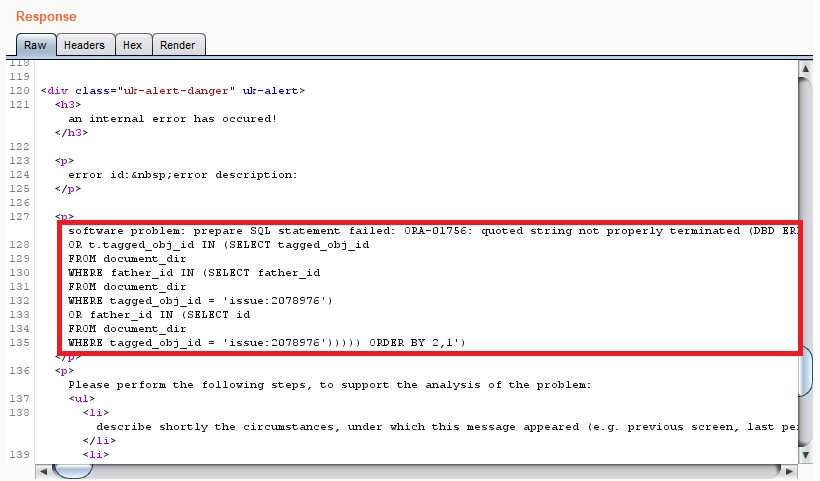 Response
Raw Headers Hex Render
118
119
120 <div class="uk-alert-danger" uk-alert>
121 <h3>
an internal error has occured!
</h3>
122
123 <p>
124 error id:&nbsp;error description:
125 </p>
126
127 <p>
software problem: prepare SQL statement failed: ORA-01756: quoted string not properly terminated (DBD ER
128 OR t.tagged_obj_id IN (SELECT tagged_obj_id
129 FROM document_dir
130 WHERE father_id IN (SELECT father_id
131 FROM document_dir
132 WHERE tagged_obj_id = 'issue:2078976')
133 OR father_id IN (SELECT id
134 FROM document_dir
135 WHERE tagged_obj_id = 'issue:2078976'))))) ORDER BY 2,1')
</p>
136 <p>
Please perform the following steps, to support the analysis of the problem:
137 <ul>
138 <li>
describe shortly the circumstances, under which this message appeared (e.g. previous screen, last pe
</li>
139 <li>